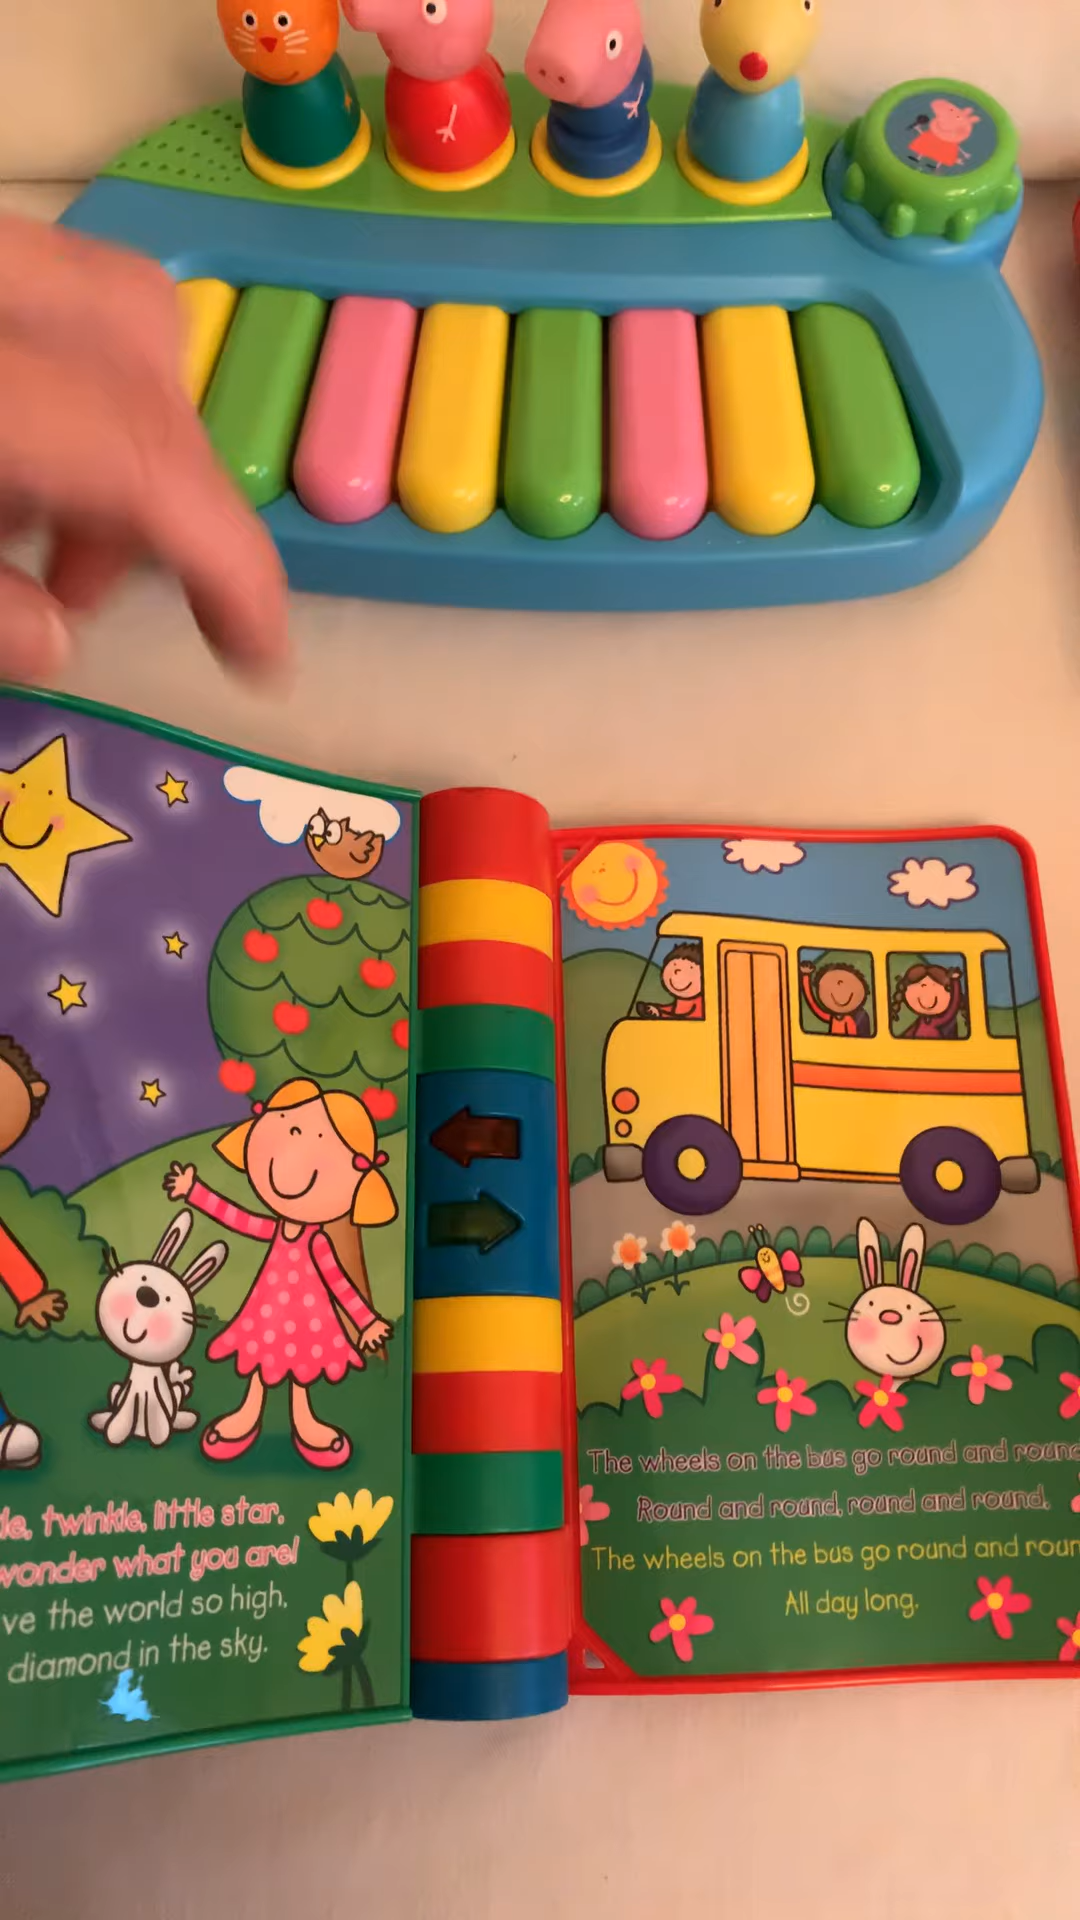 twinkle, little star,
wonder what you are!
the world so high,
diamond in the sky.
The wheels on the bus go round and round
Round and round, round and round.
The wheels on the bus go round and roun
All day long.